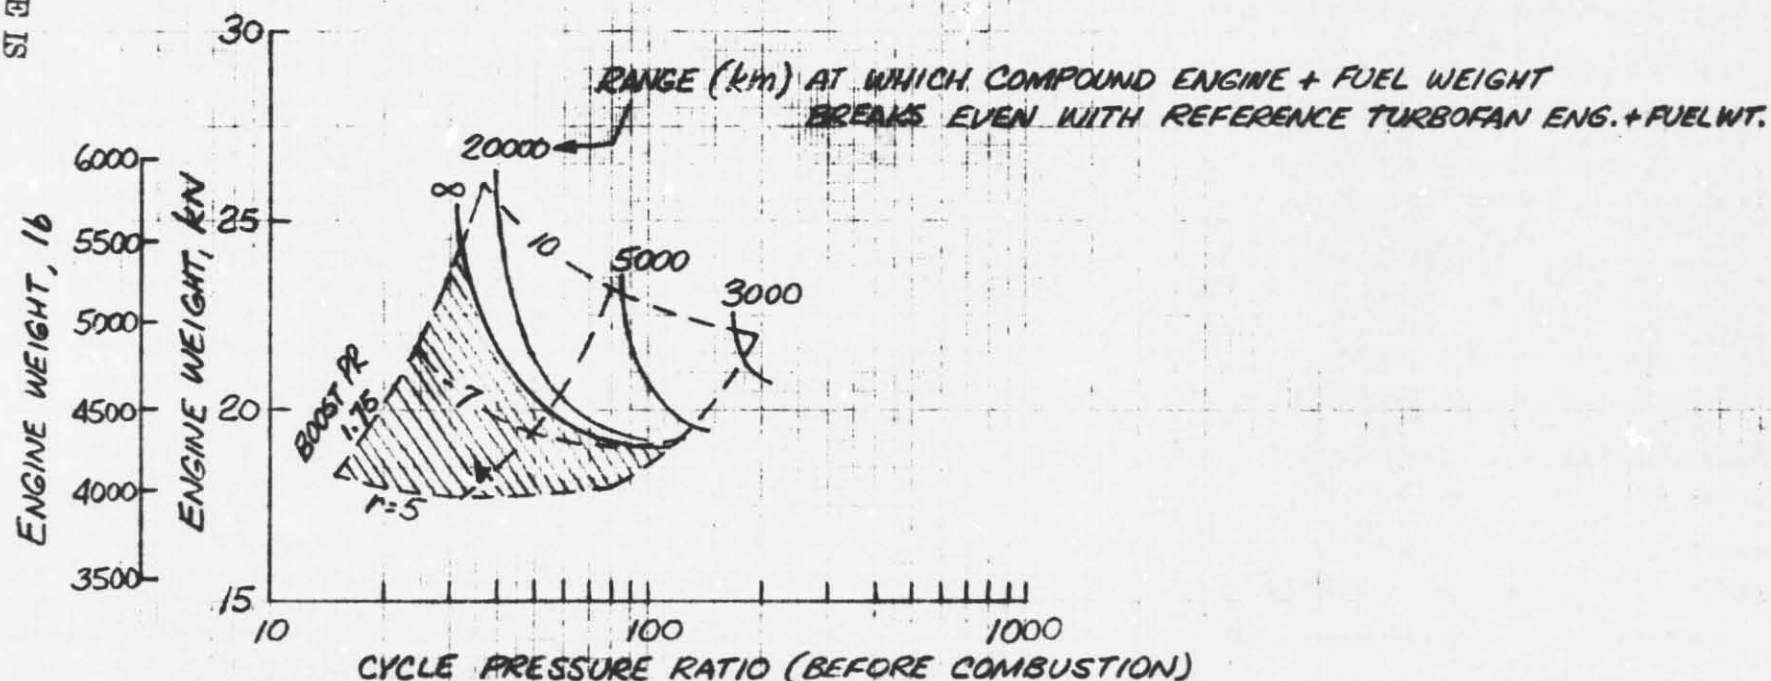 SI
30
RANGE (km) AT WHICH COMPOUND ENGINE + FUEL WEIGHT
BREAKS EVEN WITH REFERENCE TURBOFAN ENG. + FUEL WT.
20000
6000
∞
25
5500
10
5000
3000
5000
BOOST PR
1.75
7
4500
20
4000
r=5
3500
15
ENGINE WEIGHT, lb
ENGINE WEIGHT, kN
10
100
1000
CYCLE PRESSURE RATIO (BEFORE COMBUSTION)